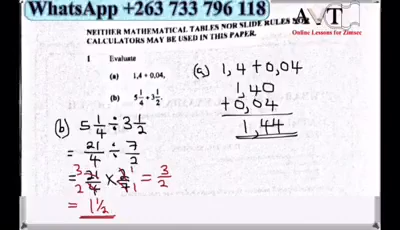 WhatsApp +263 733 796 118
AVT
Online Lessons for Zimsec
NEITHER MATHEMATICAL TABLES NOR SLIDE RULES NOR
CALCULATORS MAY BE USED IN THIS PAPER.
1 Evaluate
(a) 1,4 + 0,04,
(b) 5 1/4 ÷ 3 1/2.
(a) 1,4 + 0,04
1,40
+0,04
1,44
(b) 5 1/4 ÷ 3 1/2
= 21/4 ÷ 7/2
= 3 21/4 2 × 2 1/7 1 = 3/2
= 1 1/2